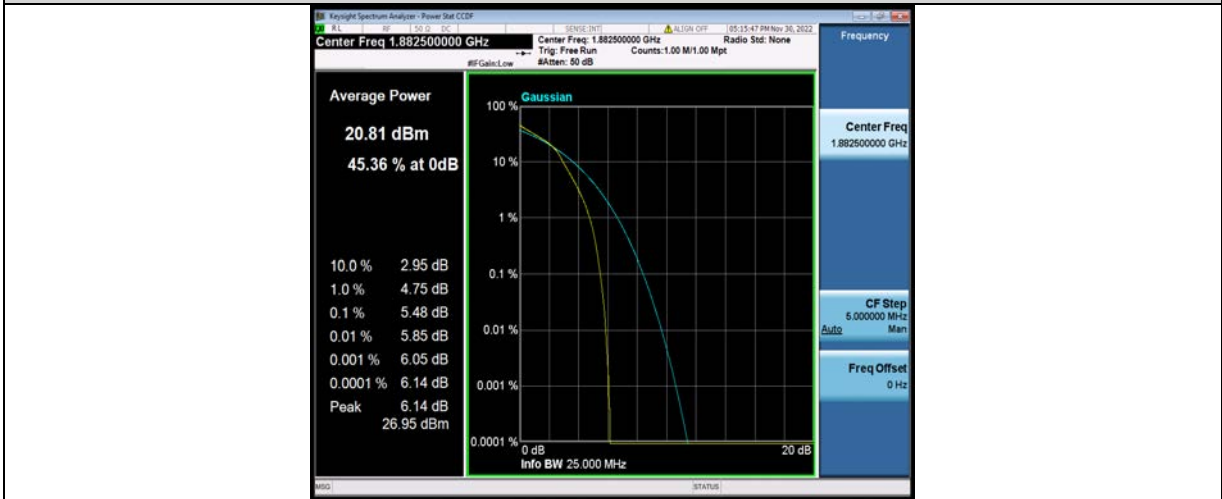 Keysight Spectrum Analyzer - Power Stat CCDF
RL RF 50 Ω DC SENSE:INT ALIGN OFF 05:15:47 PM Nov 30, 2022
Center Freq 1.882500000 GHz
Center Freq: 1.882500000 GHz Radio Std: None
Trig: Free Run Counts:1.00 M/1.00 Mpt
#IFGain:Low #Atten: 50 dB
Frequency
Average Power
20.81 dBm
45.36 % at 0dB
10.0 % 2.95 dB
1.0 % 4.75 dB
0.1 % 5.48 dB
0.01 % 5.85 dB
0.001 % 6.05 dB
0.0001 % 6.14 dB
Peak 6.14 dB
26.95 dBm
Gaussian
100 %
10 %
1 %
0.1 %
0.01 %
0.001 %
0.0001 %
0 dB 20 dB
Info BW 25.000 MHz
Center Freq
1.882500000 GHz
CF Step
5.000000 MHz
Auto Man
Freq Offset
0 Hz
MSG STATUS